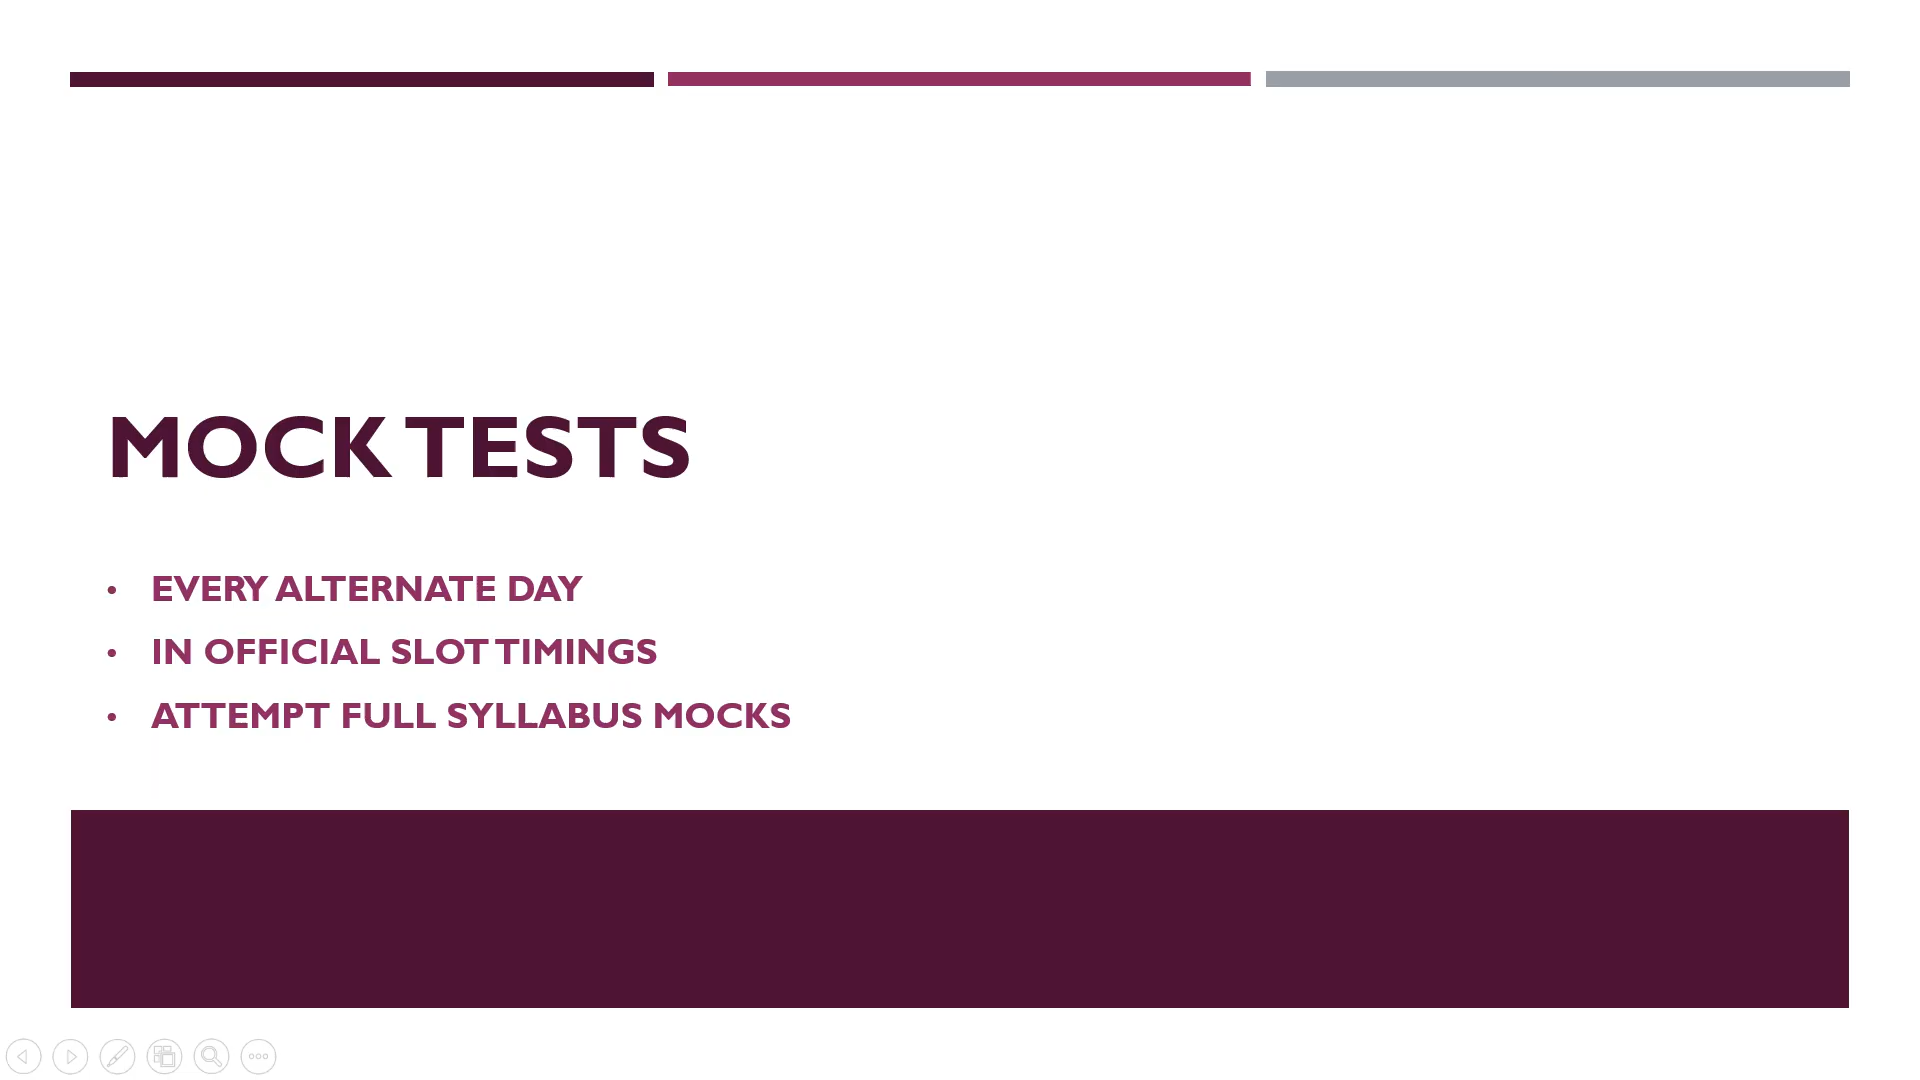 MOCK TESTS
• EVERY ALTERNATE DAY
• IN OFFICIAL SLOT TIMINGS
• ATTEMPT FULL SYLLABUS MOCKS